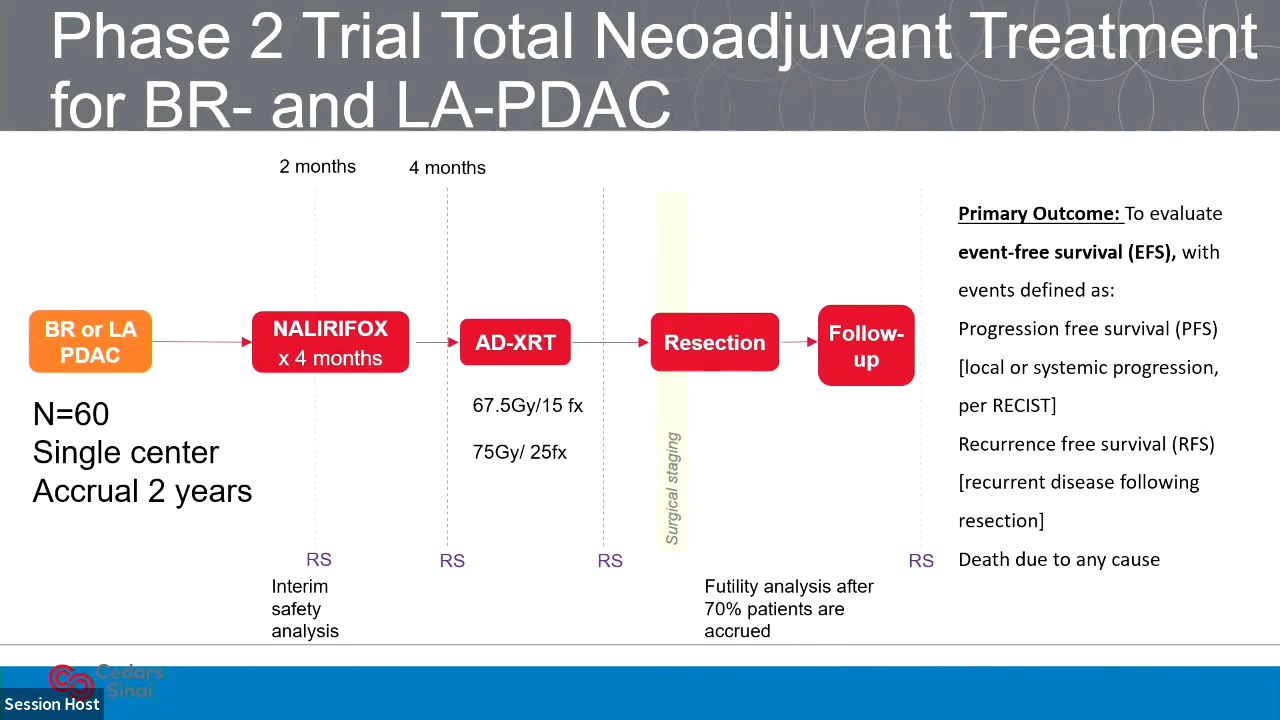 Phase 2 Trial Total Neoadjuvant Treatment
for BR- and LA-PDAC
2 months
4 months
BR or LA
PDAC
NALIRIFOX
x 4 months
AD-XRT
Resection
Follow-
up
N=60
Single center
Accrual 2 years
67.5Gy/15 fx
75Gy/ 25fx
Surgical staging
RS
RS
RS
RS
Interim
safety
analysis
Futility analysis after
70% patients are
accrued
Primary Outcome: To evaluate
event-free survival (EFS), with
events defined as:
Progression free survival (PFS)
[local or systemic progression,
per RECIST]
Recurrence free survival (RFS)
[recurrent disease following
resection]
Death due to any cause
Cedars
Sinai
Session Host